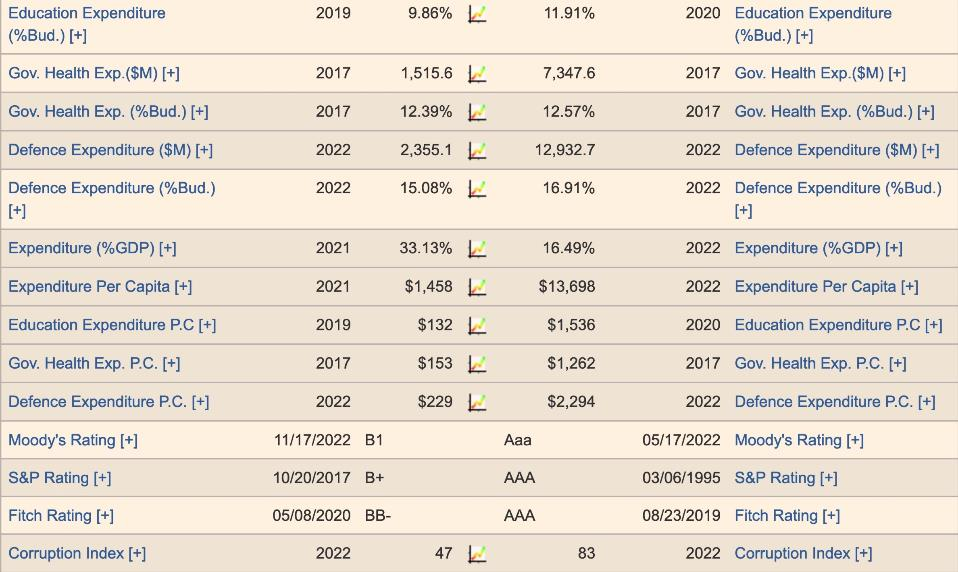 Education Expenditure 2019 9.86% 11.91% 2020 Education Expenditure
(%Bud.) [+] (%Bud.) [+]
Gov. Health Exp.($M) [+] 2017 1,515.6 7,347.6 2017 Gov. Health Exp.($M) [+]
Gov. Health Exp. (%Bud.) [+] 2017 12.39% 12.57% 2017 Gov. Health Exp. (%Bud.) [+]
Defence Expenditure ($M) [+] 2022 2,355.1 12,932.7 2022 Defence Expenditure ($M) [+]
Defence Expenditure (%Bud.) 2022 15.08% 16.91% 2022 Defence Expenditure (%Bud.)
[+] [+]
Expenditure (%GDP) [+] 2021 33.13% 16.49% 2022 Expenditure (%GDP) [+]
Expenditure Per Capita [+] 2021 $1,458 $13,698 2022 Expenditure Per Capita [+]
Education Expenditure P.C [+] 2019 $132 $1,536 2020 Education Expenditure P.C [+]
Gov. Health Exp. P.C. [+] 2017 $153 $1,262 2017 Gov. Health Exp. P.C. [+]
Defence Expenditure P.C. [+] 2022 $229 $2,294 2022 Defence Expenditure P.C. [+]
Moody's Rating [+] 11/17/2022 B1 Aaa 05/17/2022 Moody's Rating [+]
S&P Rating [+] 10/20/2017 B+ AAA 03/06/1995 S&P Rating [+]
Fitch Rating [+] 05/08/2020 BB- AAA 08/23/2019 Fitch Rating [+]
Corruption Index [+] 2022 47 83 2022 Corruption Index [+]